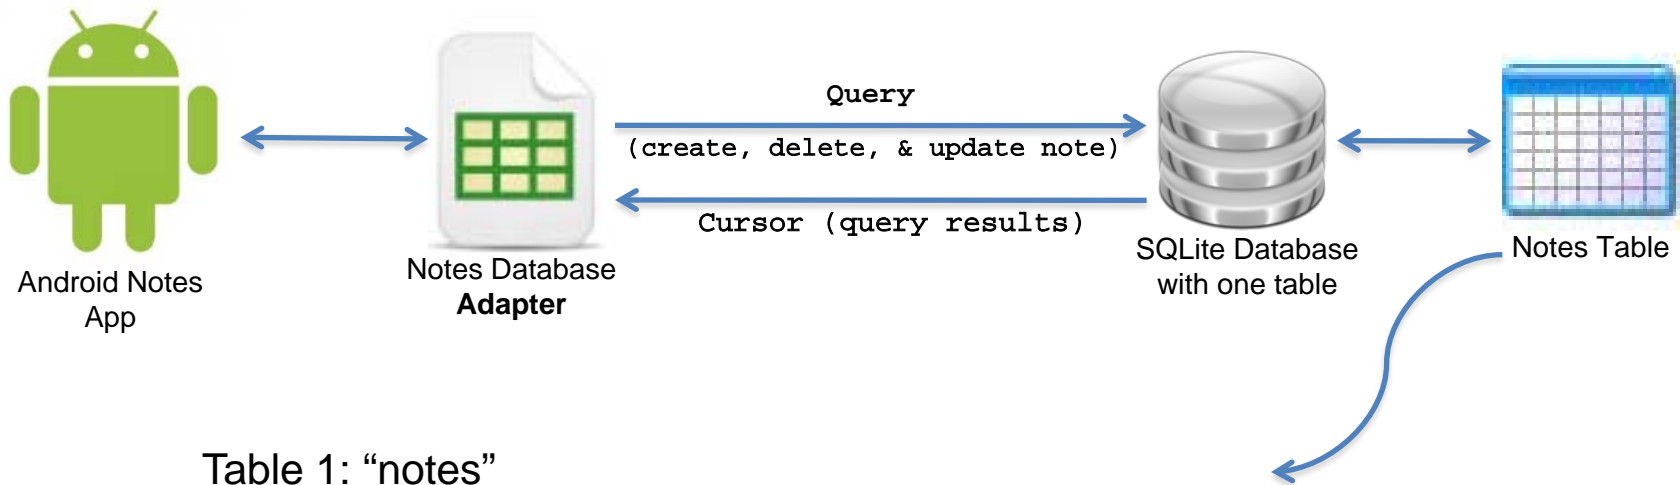 Query
(create, delete, & update note)
Cursor (query results)
Android Notes
App
Notes Database
Adapter
SQLite Database
with one table
Notes Table
Table 1: “notes”